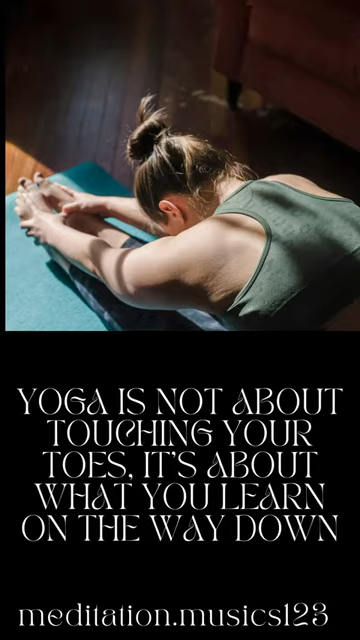 YOGA IS NOT ABOUT
TOUCHING YOUR
TOES, IT'S ABOUT
WHAT YOU LEARN
ON THE WAY DOWN
meditation.musics123